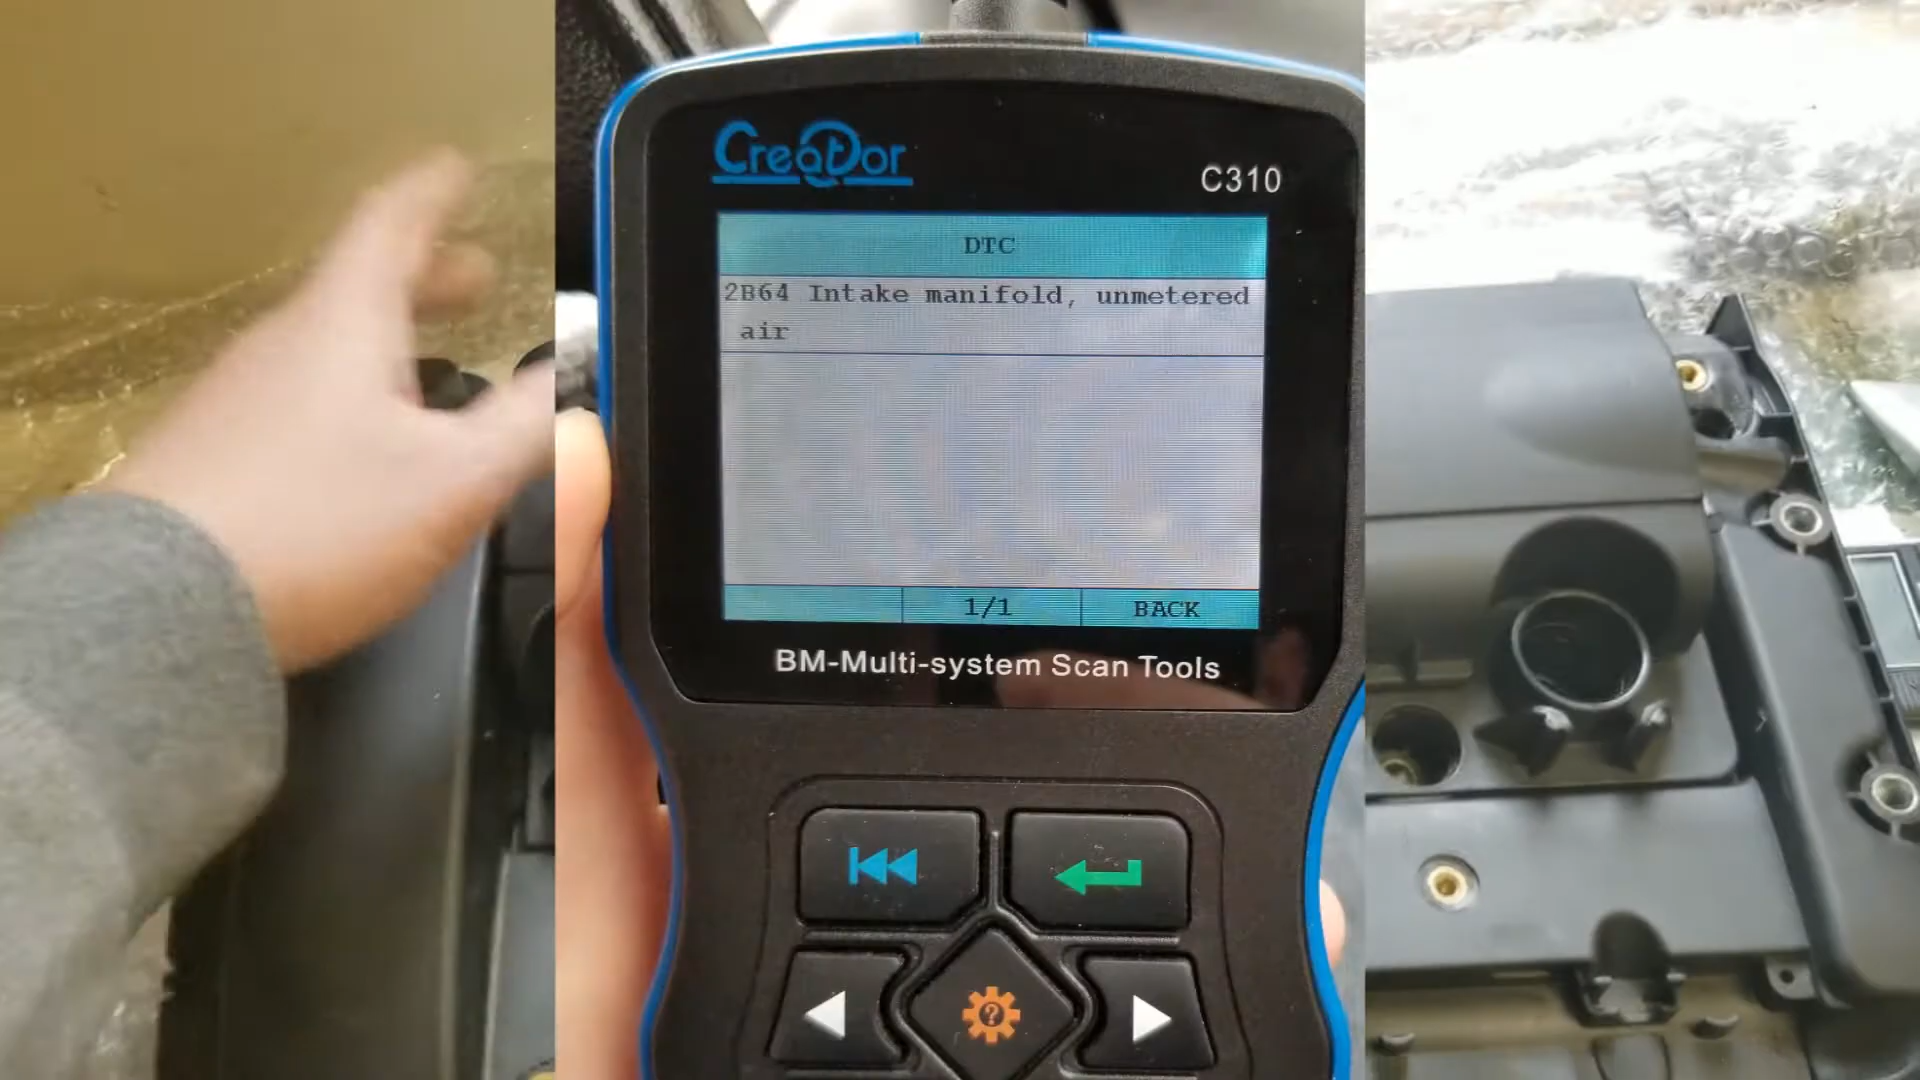 CreaDor
C310
DTC
2B64 Intake manifold, unmetered
air
1/1
BACK
BM-Multi-system Scan Tools
?